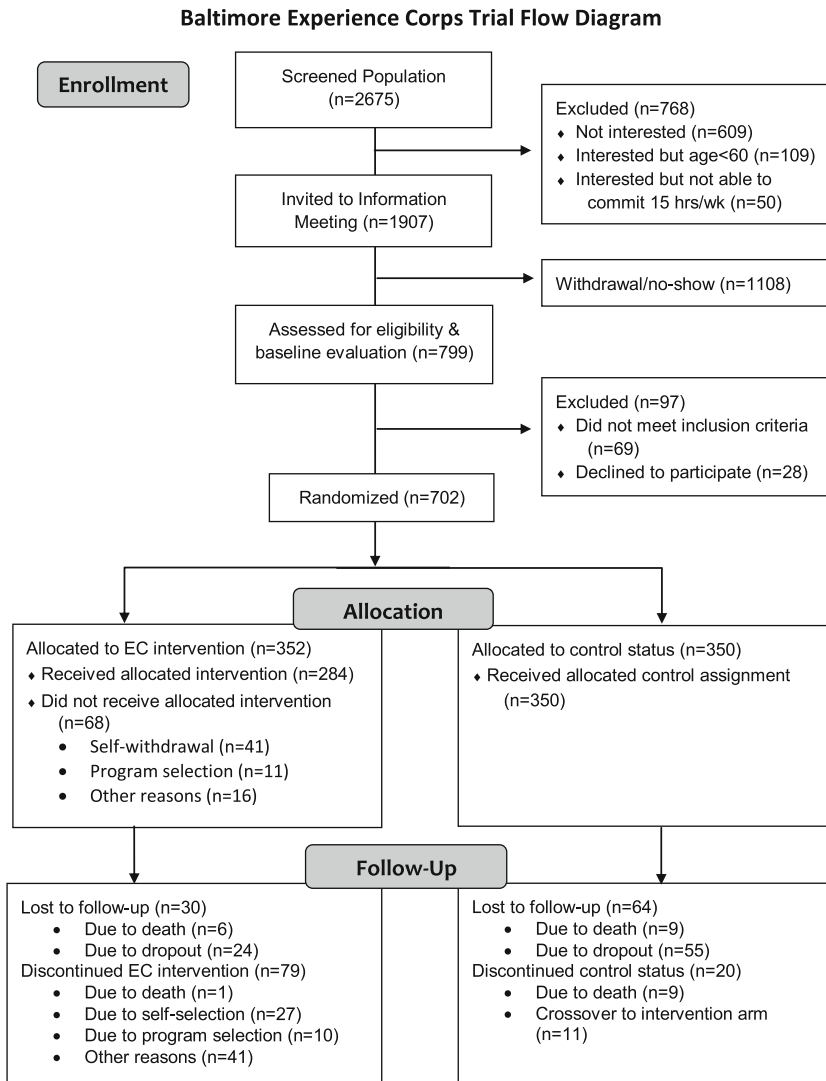 Baltimore Experience Corps Trial Flow Diagram
Enrollment
Screened Population
(n=2675)
Excluded (n=768)
♦ Not interested (n=609)
♦ Interested but age<60 (n=109)
♦ Interested but not able to
commit 15 hrs/wk (n=50)
Invited to Information
Meeting (n=1907)
Withdrawal/no-show (n=1108)
Assessed for eligibility &
baseline evaluation (n=799)
Excluded (n=97)
♦ Did not meet inclusion criteria
(n=69)
♦ Declined to participate (n=28)
Randomized (n=702)
Allocation
Allocated to EC intervention (n=352)
♦ Received allocated intervention (n=284)
♦ Did not receive allocated intervention
(n=68)
• Self-withdrawal (n=41)
• Program selection (n=11)
• Other reasons (n=16)
Allocated to control status (n=350)
♦ Received allocated control assignment
(n=350)
Follow-Up
Lost to follow-up (n=30)
• Due to death (n=6)
• Due to dropout (n=24)
Discontinued EC intervention (n=79)
• Due to death (n=1)
• Due to self-selection (n=27)
• Due to program selection (n=10)
• Other reasons (n=41)
Lost to follow-up (n=64)
• Due to death (n=9)
• Due to dropout (n=55)
Discontinued control status (n=20)
• Due to death (n=9)
• Crossover to intervention arm
(n=11)